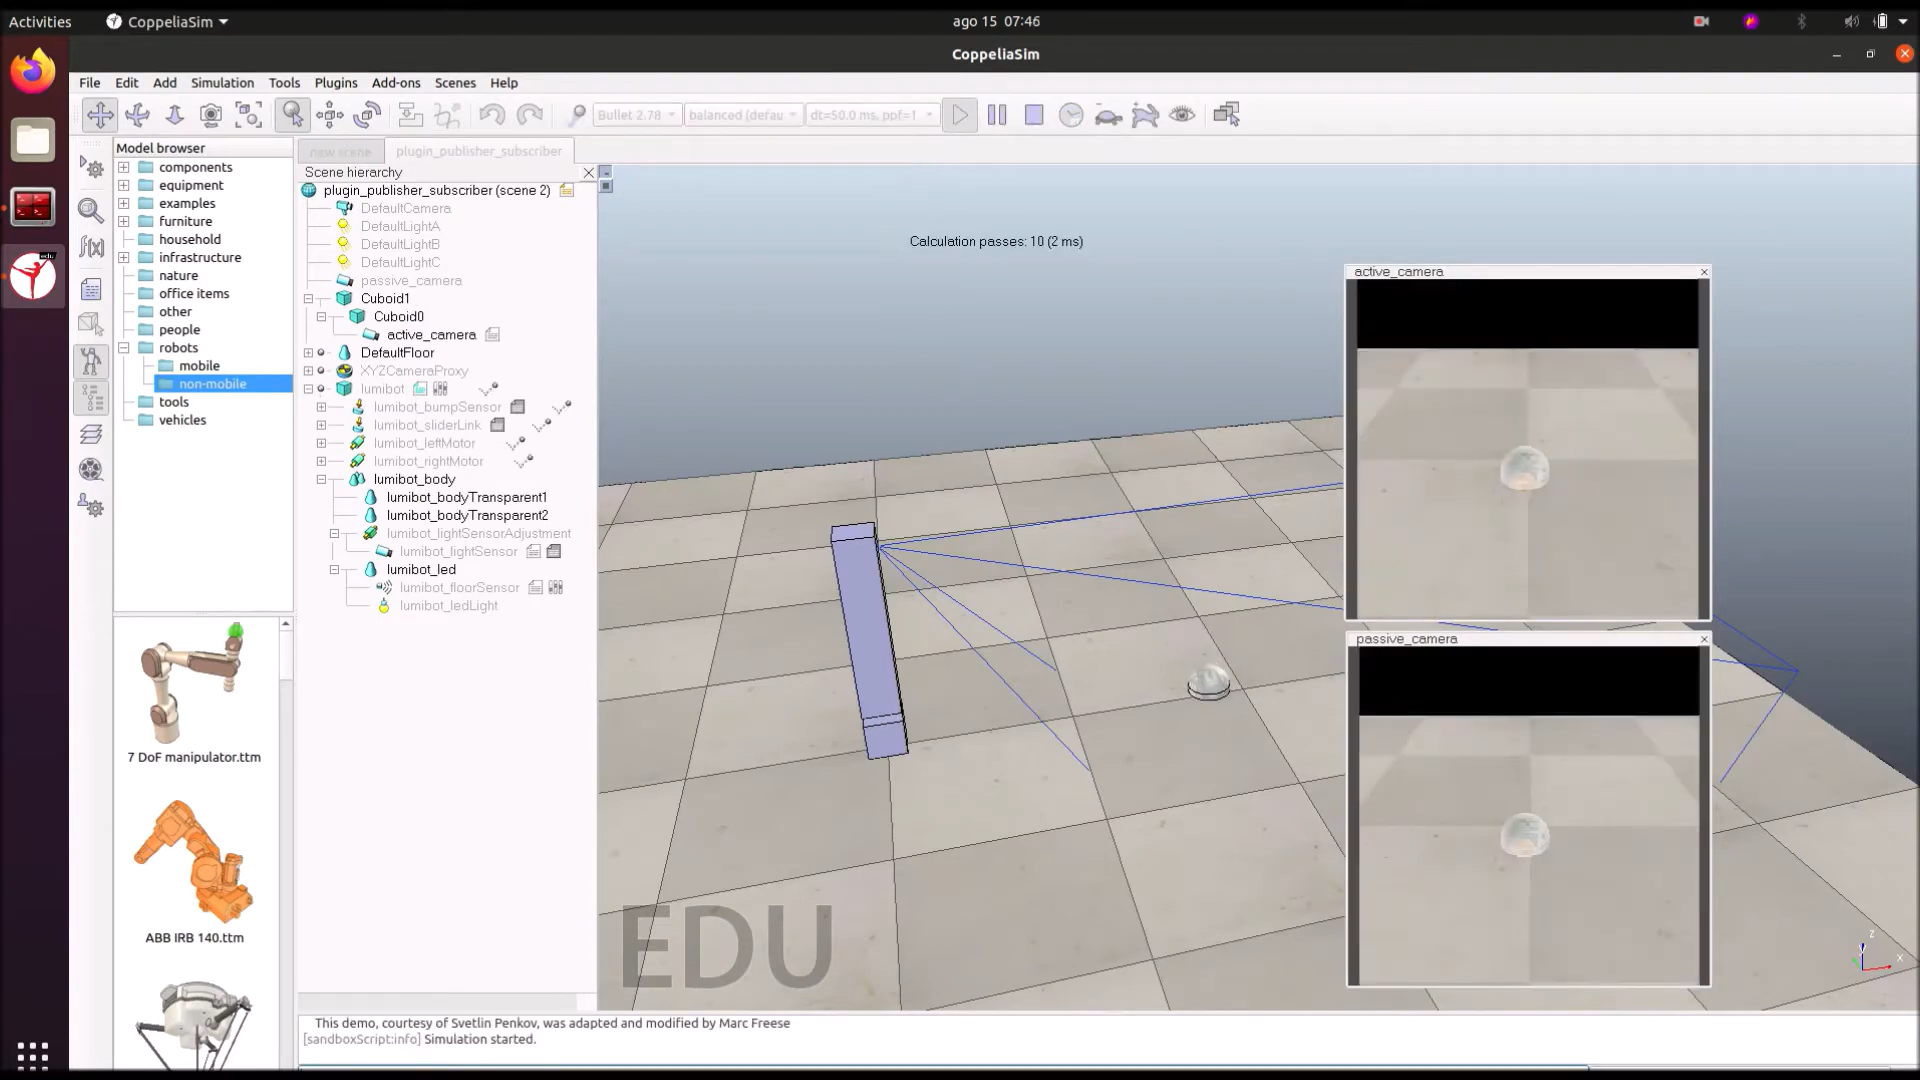 Activities
CoppeliaSim
ago 15 07:46
CoppeliaSim
File Edit Add Simulation Tools Plugins Add-ons Scenes Help
Bullet 2.78
balanced (defau
dt=50.0 ms, ppf=1
Model browser
components
equipment
examples
furniture
household
infrastructure
nature
office items
other
people
robots
mobile
non-mobile
tools
vehicles
7 DoF manipulator.ttm
ABB IRB 140.ttm
new scene
plugin_publisher_subscriber
Scene hierarchy
plugin_publisher_subscriber (scene 2)
DefaultCamera
DefaultLightA
DefaultLightB
DefaultLightC
passive_camera
Cuboid1
Cuboid0
active_camera
DefaultFloor
XYZCameraProxy
lumibot
lumibot_bumpSensor
lumibot_sliderLink
lumibot_leftMotor
lumibot_rightMotor
lumibot_body
lumibot_bodyTransparent1
lumibot_bodyTransparent2
lumibot_lightSensorAdjustment
lumibot_lightSensor
lumibot_led
lumibot_floorSensor
lumibot_ledLight
Calculation passes: 10 (2 ms)
active_camera
passive_camera
EDU
z
x
This demo, courtesy of Svetlin Penkov, was adapted and modified by Marc Freese
[sandboxScript:info] Simulation started.
edu
f(x)